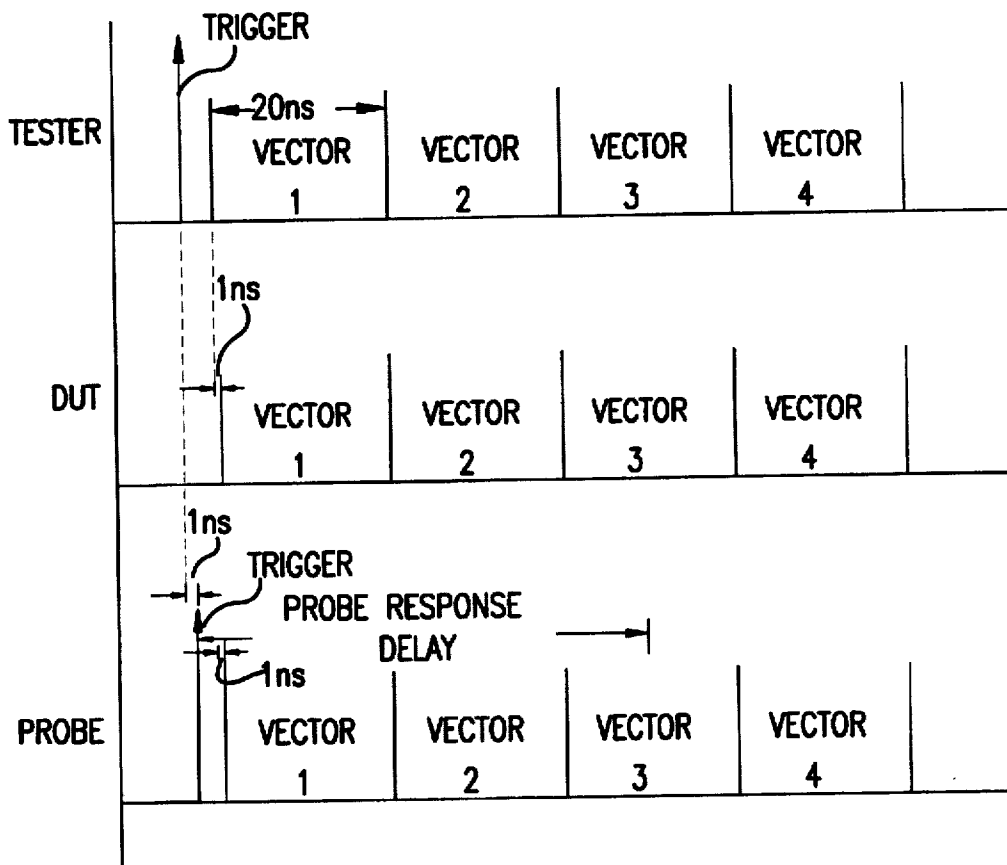 TRIGGER
TESTER
20ns
VECTOR 1
VECTOR 2
VECTOR 3
VECTOR 4
1ns
DUT
VECTOR 1
VECTOR 2
VECTOR 3
VECTOR 4
1ns
TRIGGER
PROBE RESPONSE
DELAY
1ns
PROBE
VECTOR 1
VECTOR 2
VECTOR 3
VECTOR 4